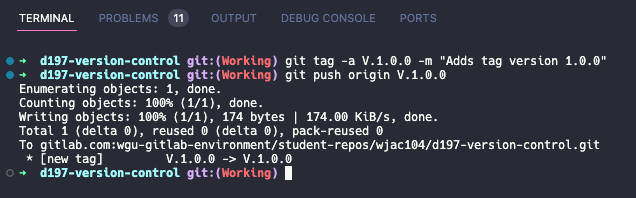 TERMINAL PROBLEMS 11 OUTPUT DEBUG CONSOLE PORTS
➜ d197-version-control git:(Working) git tag -a V.1.0.0 -m "Adds tag version 1.0.0"
➜ d197-version-control git:(Working) git push origin V.1.0.0
Enumerating objects: 1, done.
Counting objects: 100% (1/1), done.
Writing objects: 100% (1/1), 174 bytes | 174.00 KiB/s, done.
Total 1 (delta 0), reused 0 (delta 0), pack-reused 0
To gitlab.com:wgu-gitlab-environment/student-repos/wjac104/d197-version-control.git
 * [new tag]         V.1.0.0 -> V.1.0.0
➜ d197-version-control git:(Working)